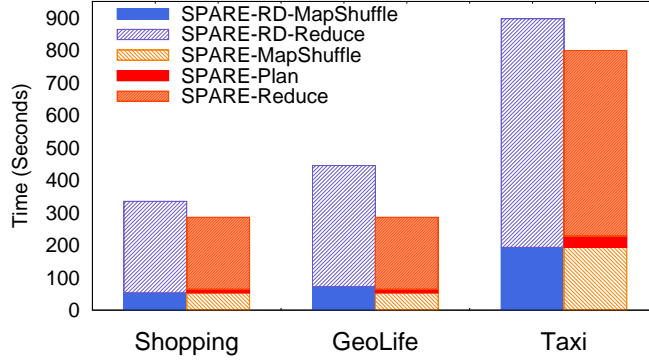 Time (Seconds)
900
800
700
600
500
400
300
200
100
0
SPARE-RD-MapShuffle
SPARE-RD-Reduce
SPARE-MapShuffle
SPARE-Plan
SPARE-Reduce
Shopping
GeoLife
Taxi